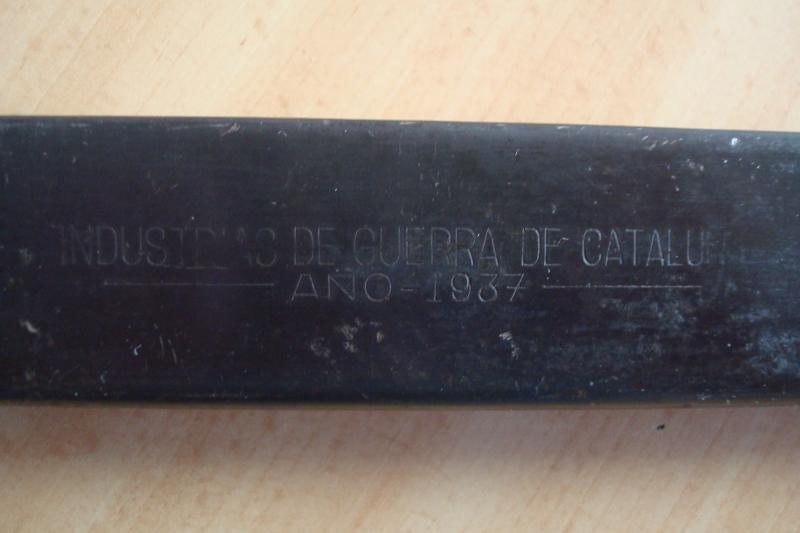 INDUSTRIAS DE GUERRA DE CATALU
AÑO - 1937